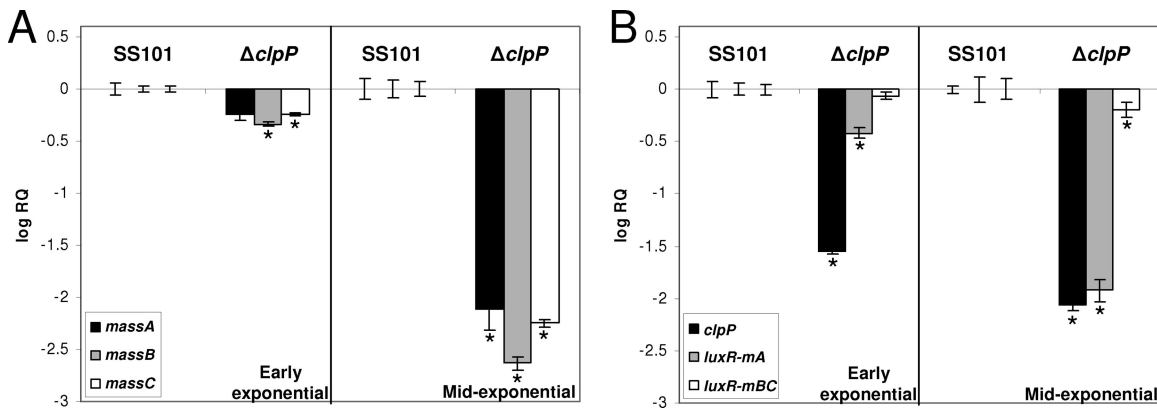 A
0.5
0
-0.5
-1
-1.5
-2
-2.5
-3
log RQ
SS101
ΔclpP
SS101
ΔclpP
*
*
*
*
*
massA
massB
massC
Early
exponential
Mid-exponential
B
0.5
0
-0.5
-1
-1.5
-2
-2.5
-3
log RQ
SS101
ΔclpP
SS101
ΔclpP
*
*
*
*
*
clpP
luxR-mA
luxR-mBC
Early
exponential
Mid-exponential